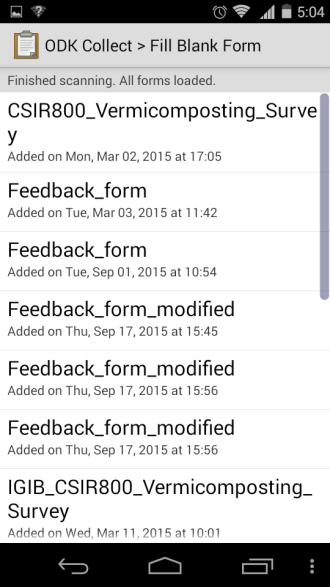 5:04
ODK Collect > Fill Blank Form
Finished scanning. All forms loaded.
CSIR800_Vermicomposting_Surve
y
Added on Mon, Mar 02, 2015 at 17:05
Feedback_form
Added on Tue, Mar 03, 2015 at 11:42
Feedback_form
Added on Tue, Sep 01, 2015 at 10:54
Feedback_form_modified
Added on Thu, Sep 17, 2015 at 15:45
Feedback_form_modified
Added on Thu, Sep 17, 2015 at 15:56
Feedback_form_modified
Added on Thu, Sep 17, 2015 at 15:56
IGIB_CSIR800_Vermicomposting_
Survey
Added on Wed, Mar 11, 2015 at 10:01